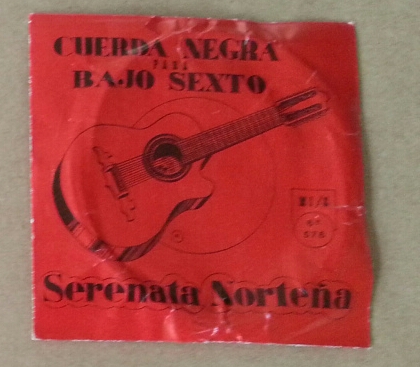 CUERDA NEGRA
PARA
BAJO SEXTO
Serenata Norteña